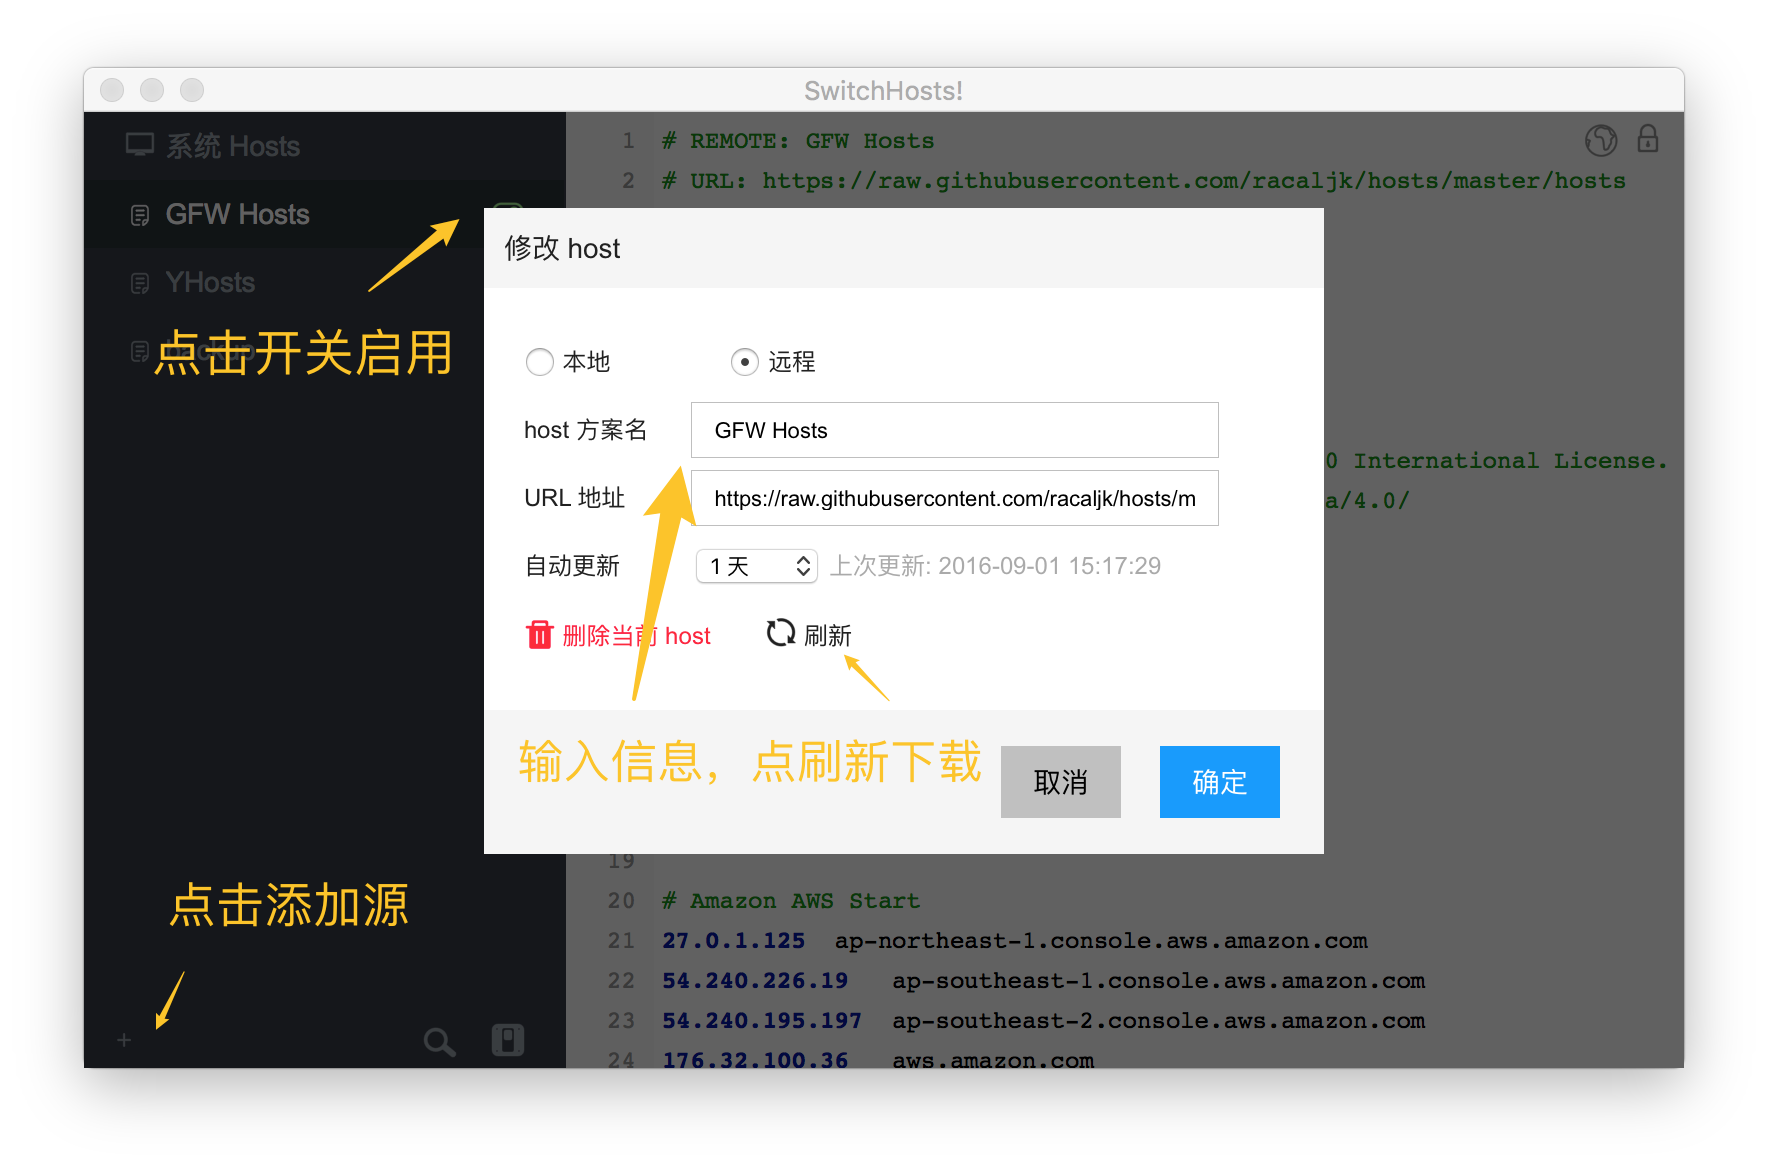 SwitchHosts!
系统 Hosts
GFW Hosts
YHosts
backup
点击开关启用
点击添加源
+
1 # REMOTE: GFW Hosts
2 # URL: https://raw.githubusercontent.com/racaljk/hosts/master/hosts
修改 host
本地 远程
host 方案名 GFW Hosts
URL 地址 https://raw.githubusercontent.com/racaljk/hosts/m
自动更新 1 天 上次更新: 2016-09-01 15:17:29
删除当前 host 刷新
输入信息，点刷新下载
取消 确定
0 International License.
a/4.0/
19
20 # Amazon AWS Start
21 27.0.1.125 ap-northeast-1.console.aws.amazon.com
22 54.240.226.19 ap-southeast-1.console.aws.amazon.com
23 54.240.195.197 ap-southeast-2.console.aws.amazon.com
24 176.32.100.36 aws.amazon.com